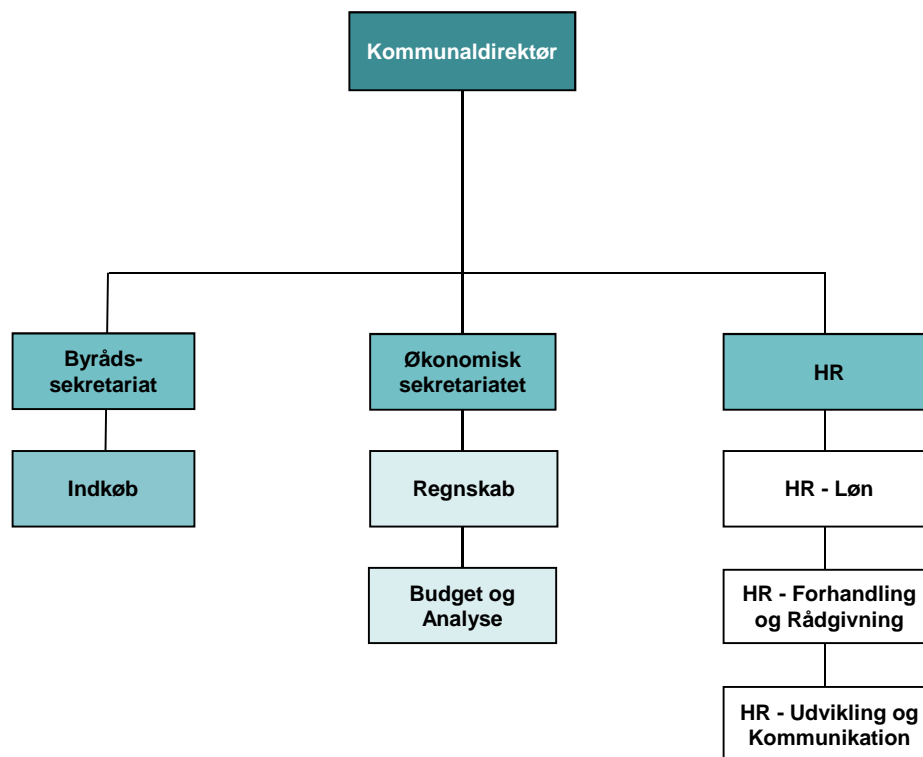 Kommunaldirektør
Byråds-
sekretariat
Økonomisk
sekretariatet
HR
Indkøb
Regnskab
HR - Løn
Budget og
Analyse
HR - Forhandling
og Rådgivning
HR - Udvikling og
Kommunikation